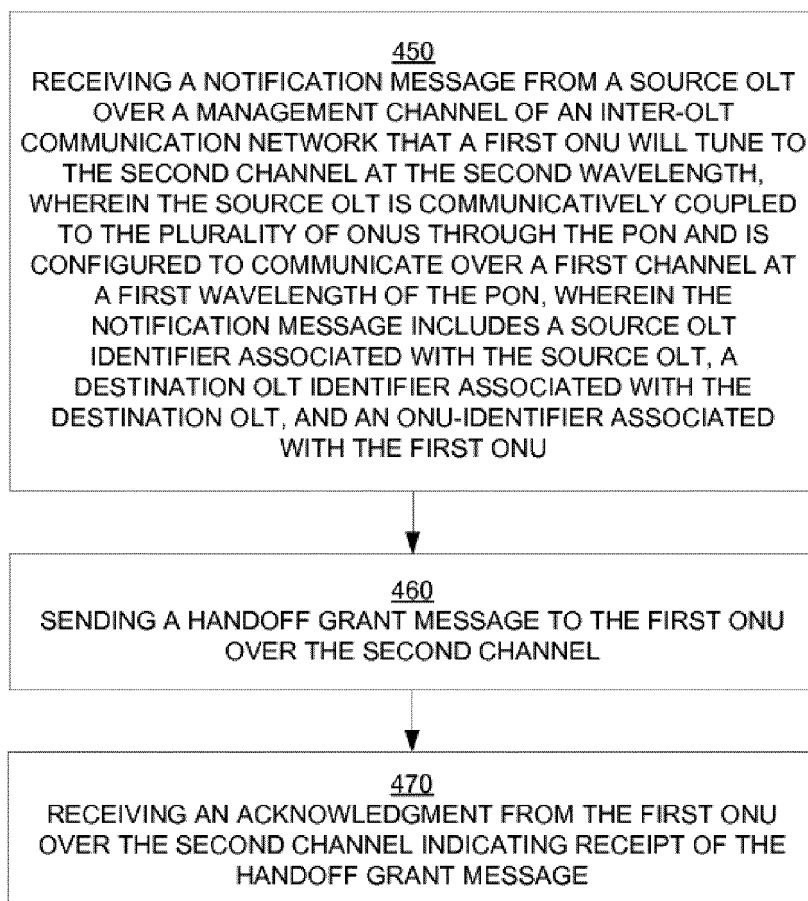 450
RECEIVING A NOTIFICATION MESSAGE FROM A SOURCE OLT
OVER A MANAGEMENT CHANNEL OF AN INTER-OLT
COMMUNICATION NETWORK THAT A FIRST ONU WILL TUNE TO
THE SECOND CHANNEL AT THE SECOND WAVELENGTH,
WHEREIN THE SOURCE OLT IS COMMUNICATIVELY COUPLED
TO THE PLURALITY OF ONUS THROUGH THE PON AND IS
CONFIGURED TO COMMUNICATE OVER A FIRST CHANNEL AT
A FIRST WAVELENGTH OF THE PON, WHEREIN THE
NOTIFICATION MESSAGE INCLUDES A SOURCE OLT
IDENTIFIER ASSOCIATED WITH THE SOURCE OLT, A
DESTINATION OLT IDENTIFIER ASSOCIATED WITH THE
DESTINATION OLT, AND AN ONU-IDENTIFIER ASSOCIATED
WITH THE FIRST ONU
460
SENDING A HANDOFF GRANT MESSAGE TO THE FIRST ONU
OVER THE SECOND CHANNEL
470
RECEIVING AN ACKNOWLEDGMENT FROM THE FIRST ONU
OVER THE SECOND CHANNEL INDICATING RECEIPT OF THE
HANDOFF GRANT MESSAGE